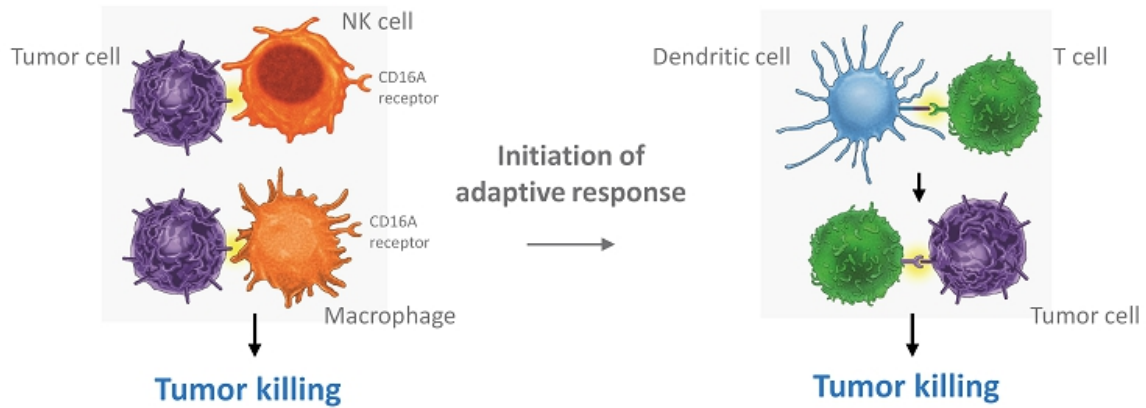 NK cell
Tumor cell
CD16A
receptor
CD16A
receptor
Macrophage
Tumor killing
Initiation of
adaptive response
Dendritic cell
T cell
Tumor cell
Tumor killing